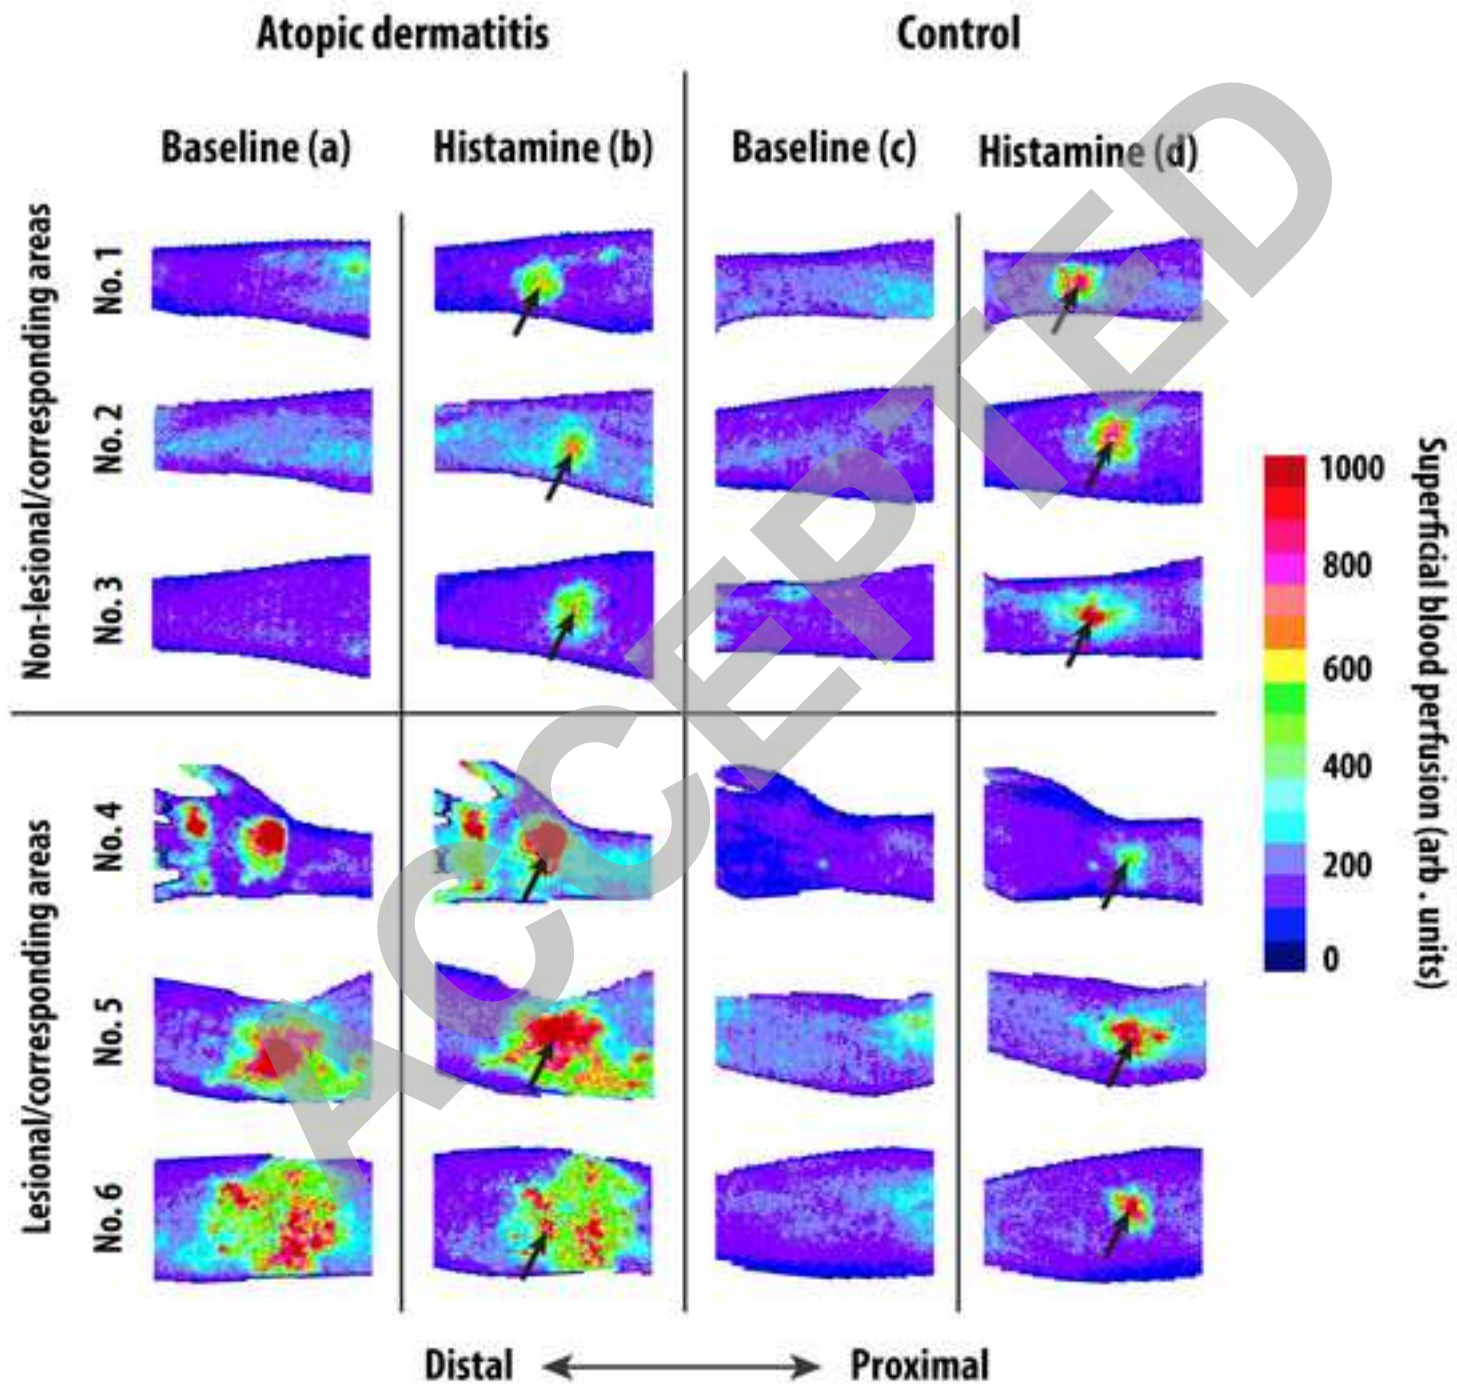 Atopic dermatitis
Control
Baseline (a)
Histamine (b)
Baseline (c)
Histamine (d)
Non-lesional/corresponding areas
No. 1
No. 2
No. 3
Lesional/corresponding areas
No. 4
No. 5
No. 6
1000
800
600
400
200
0
Superficial blood perfusion (arb . units)
Distal
Proximal
ACCEPTED